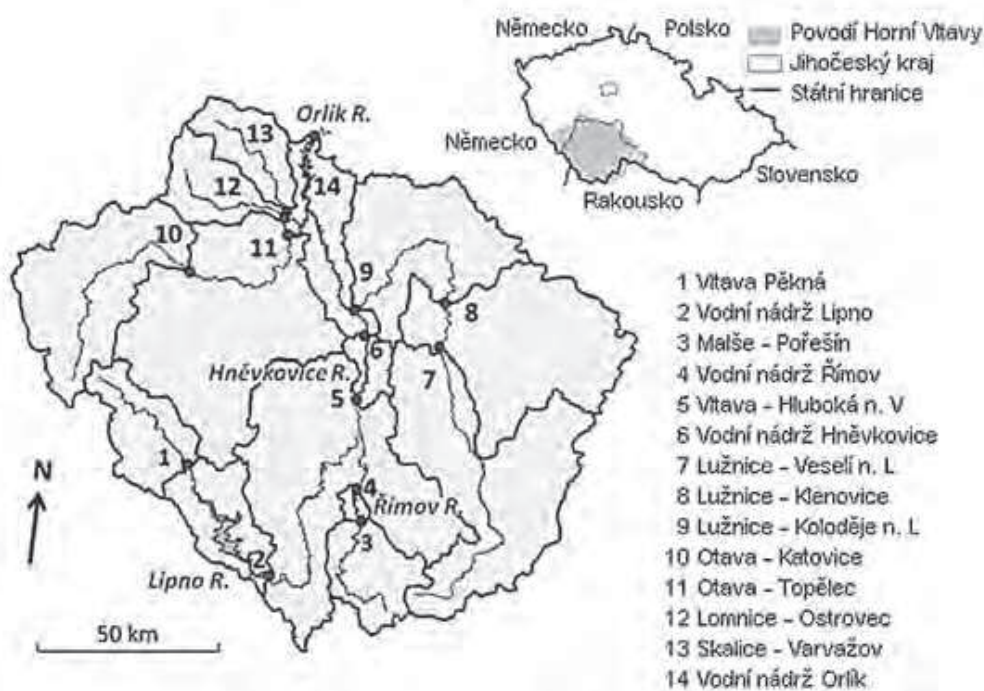 Německo
Polsko
Povodí Horní Vltavy
Jihočeský kraj
Státní hranice
Německo
Slovensko
Rakousko
Orlík R.
13
12
14
10
11
9
8
6
7
Hněvkovice R.
5
1
4
Římov R.
3
2
Lipno R.
N
50 km
1 Vltava Pěkná
2 Vodní nádrž Lipno
3 Malše - Pořešín
4 Vodní nádrž Římov
5 Vltava - Hluboká n. V
6 Vodní nádrž Hněvkovice
7 Lužnice - Veselí n. L
8 Lužnice - Klenovice
9 Lužnice - Koloděje n. L
10 Otava - Katovice
11 Otava - Topělec
12 Lomnice - Ostrovec
13 Skalice - Varvažov
14 Vodní nádrž Orlík